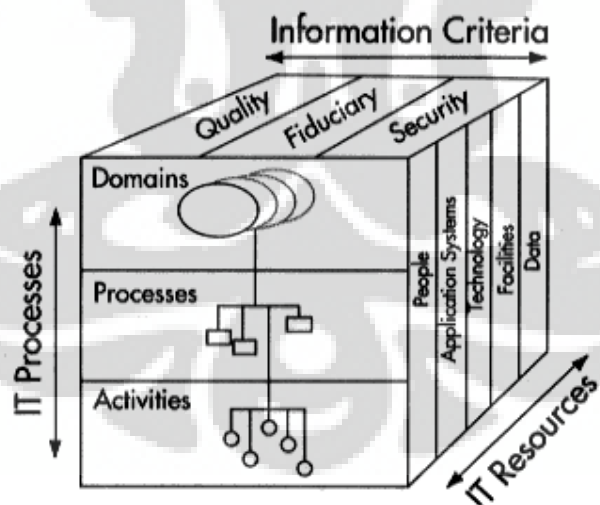 Information Criteria
Quality
Fiduciary
Security
Domains
Processes
Activities
IT Processes
People
Application Systems
Technology
Facilities
Data
IT Resources